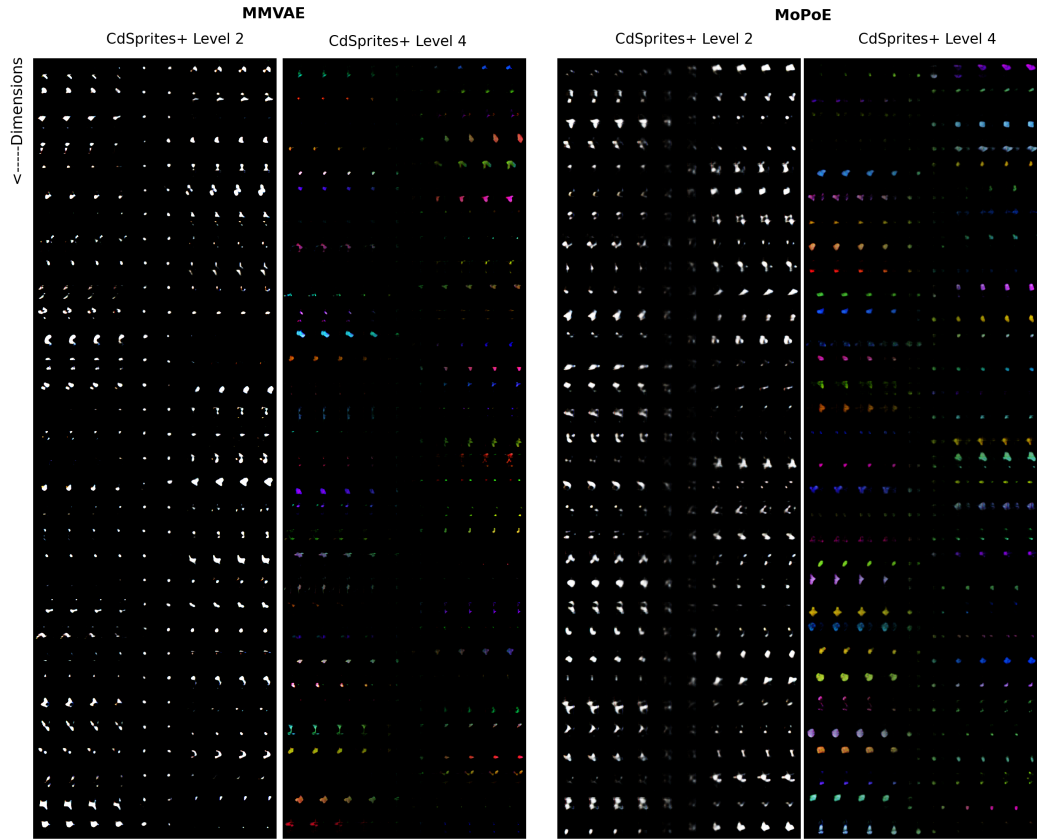 MMVAE
MoPoE
CdSprites+ Level 2
CdSprites+ Level 4
CdSprites+ Level 2
CdSprites+ Level 4
<-----Dimensions